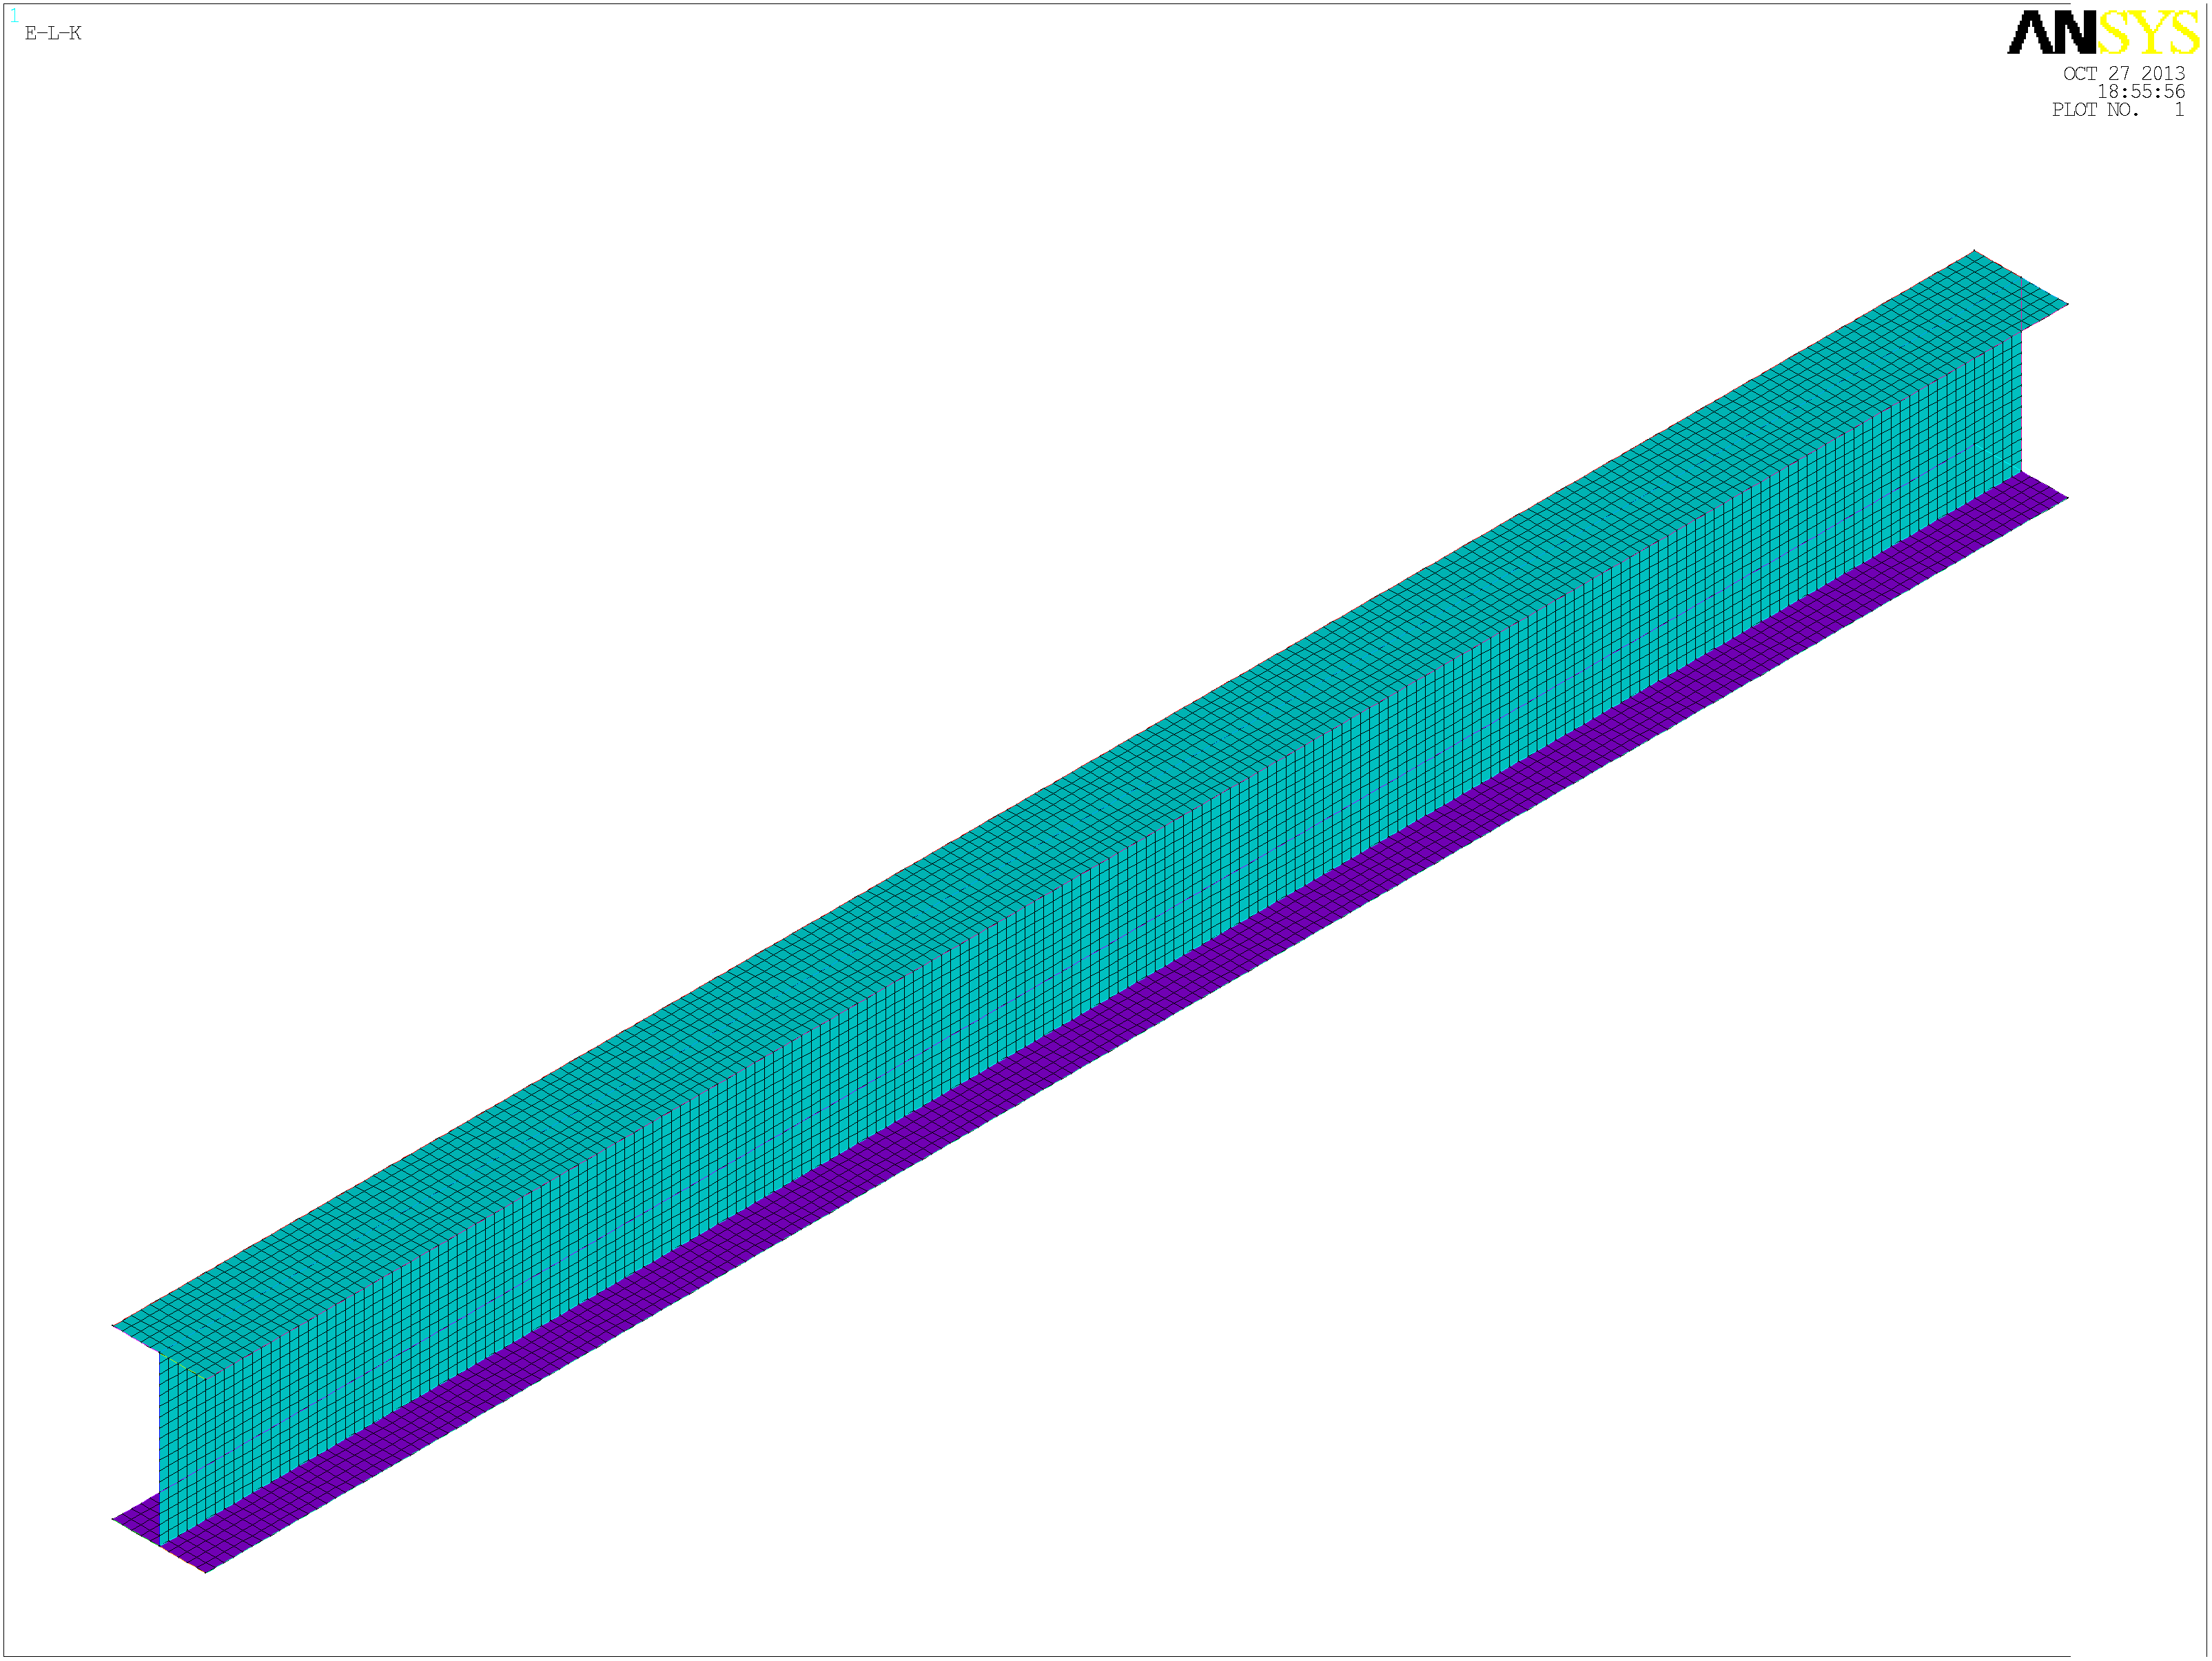 1
E-L-K
ANSYS
OCT 27 2013
18:55:56
PLOT NO. 1